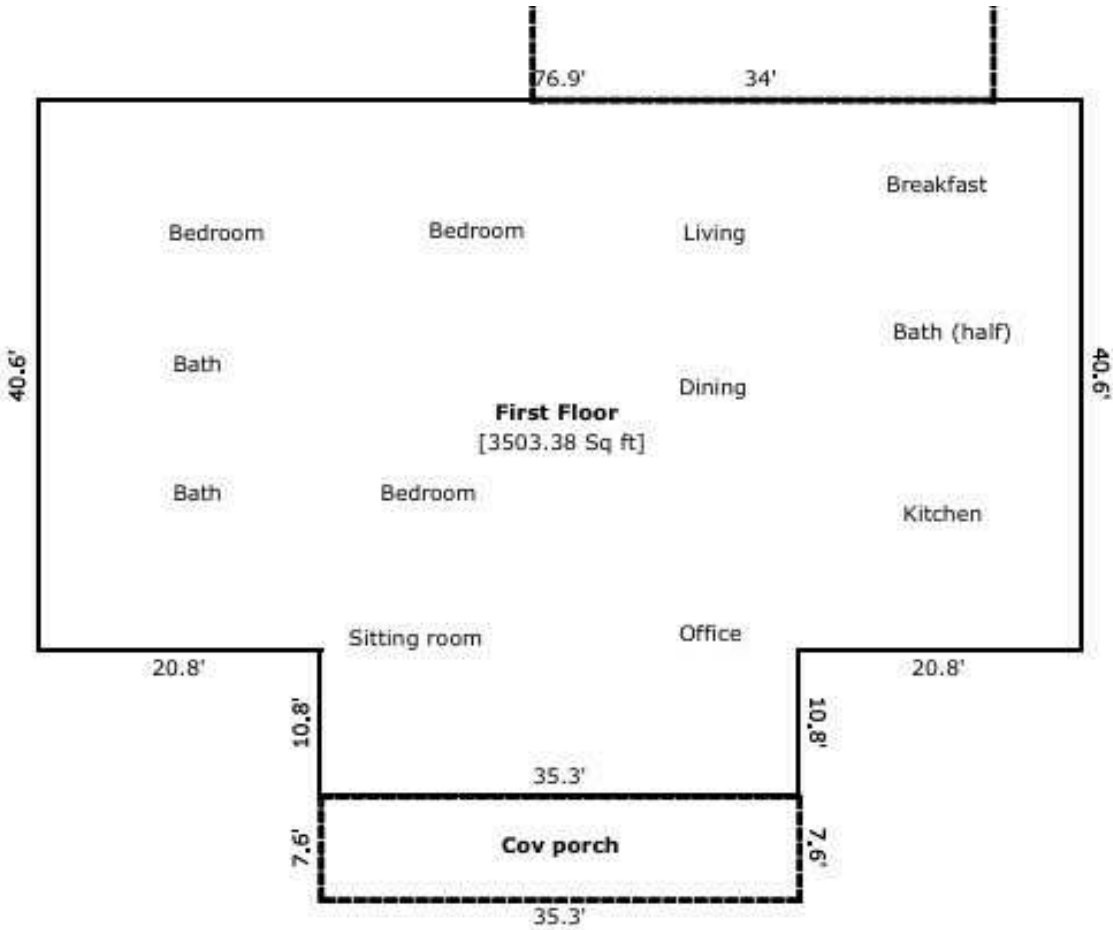 76.9' 34'
Breakfast
Bedroom Bedroom Living
Bath (half)
40.6' Bath Dining 40.6'
First Floor
[3503.38 Sq ft]
Bath Bedroom Kitchen
Sitting room Office
20.8' 20.8'
10.8' 10.8'
35.3'
7.6' Cov porch 7.6'
35.3'